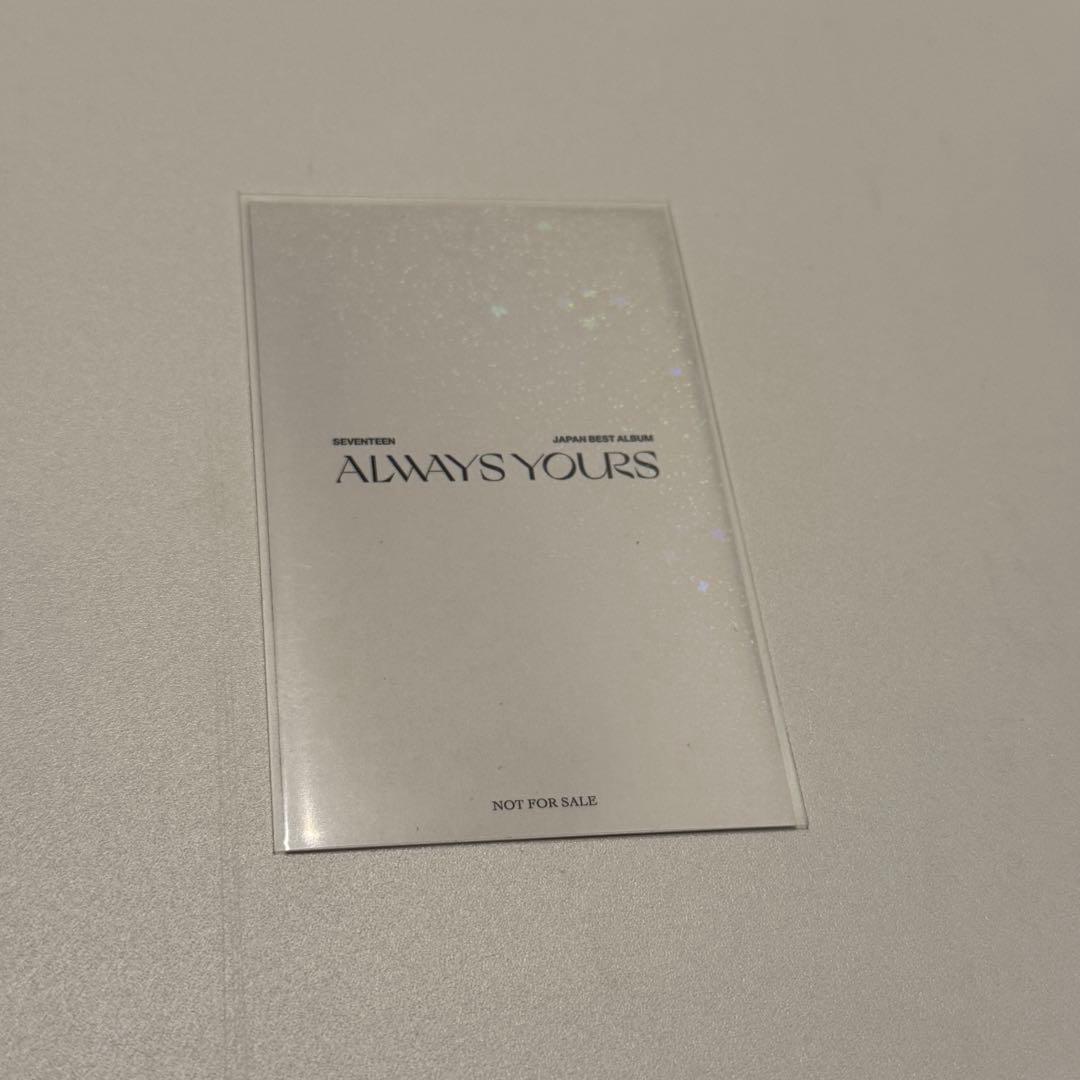 SEVENTEEN JAPAN BEST ALBUM
ALWAYS YOURS
NOT FOR SALE